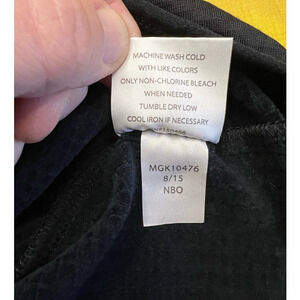 MACHINE WASH COLD
WITH LIKE COLORS
ONLY NON-CHLORINE BLEACH
WHEN NEEDED
TUMBLE DRY LOW
COOL IRON IF NECESSARY
MGK10476
8/15
NBO